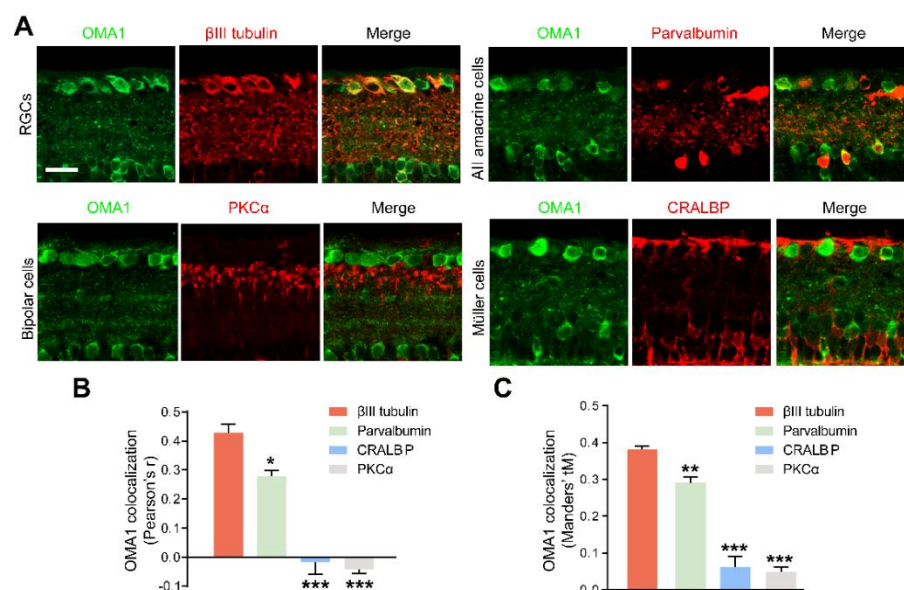 A
OMA1 βIII tubulin Merge
RGCs
OMA1 Parvalbumin Merge
AII amacrine cells
OMA1 PKCα Merge
Bipolar cells
OMA1 CRALBP Merge
Müller cells
B
OMA1 colocalization
(Pearson's r)
0.5
0.4
0.3
0.2
0.1
0.0
-0.1
*
***
***
βIII tubulin
Parvalbumin
CRALBP
PKCα
C
OMA1 colocalization
(Manders' tM)
0.5
0.4
0.3
0.2
0.1
0.0
**
***
***
βIII tubulin
Parvalbumin
CRALBP
PKCα